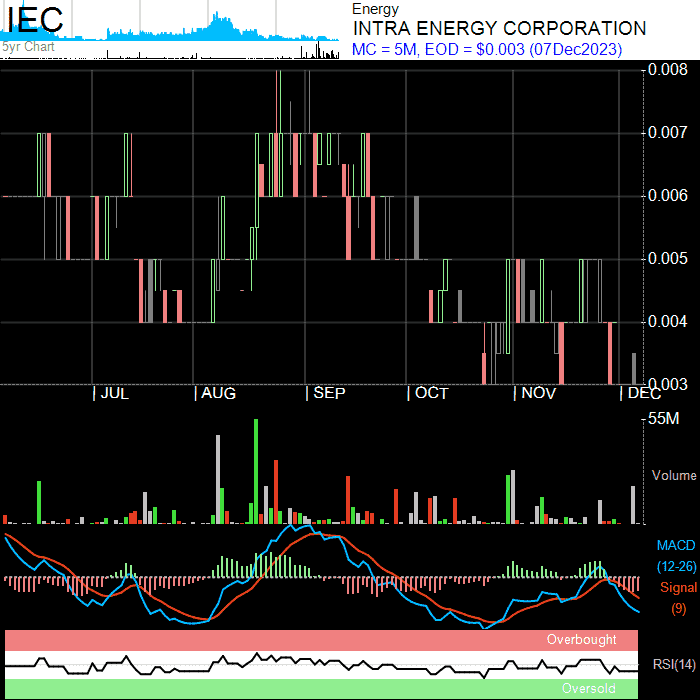 IEC
5yr Chart
Energy
INTRA ENERGY CORPORATION
MC = 5M, EOD = $0.003 (07Dec2023)
0.008
0.007
0.006
0.005
0.004
0.003
JUL AUG SEP OCT NOV DEC
55M
Volume
MACD
(12-26)
Signal
(9)
Overbought
RSI(14)
Oversold